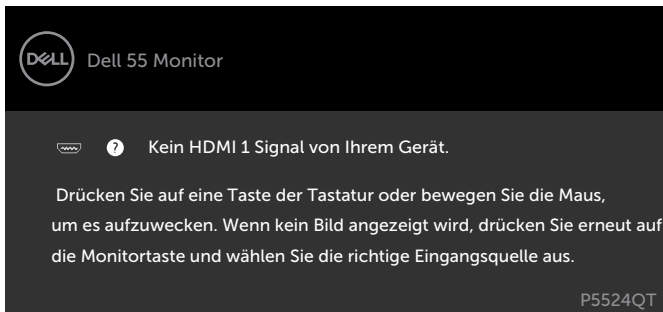 DELL Dell 55 Monitor
? Kein HDMI 1 Signal von Ihrem Gerät.
Drücken Sie auf eine Taste der Tastatur oder bewegen Sie die Maus,
um es aufzuwecken. Wenn kein Bild angezeigt wird, drücken Sie erneut auf
die Monitortaste und wählen Sie die richtige Eingangsquelle aus.
P5524QT